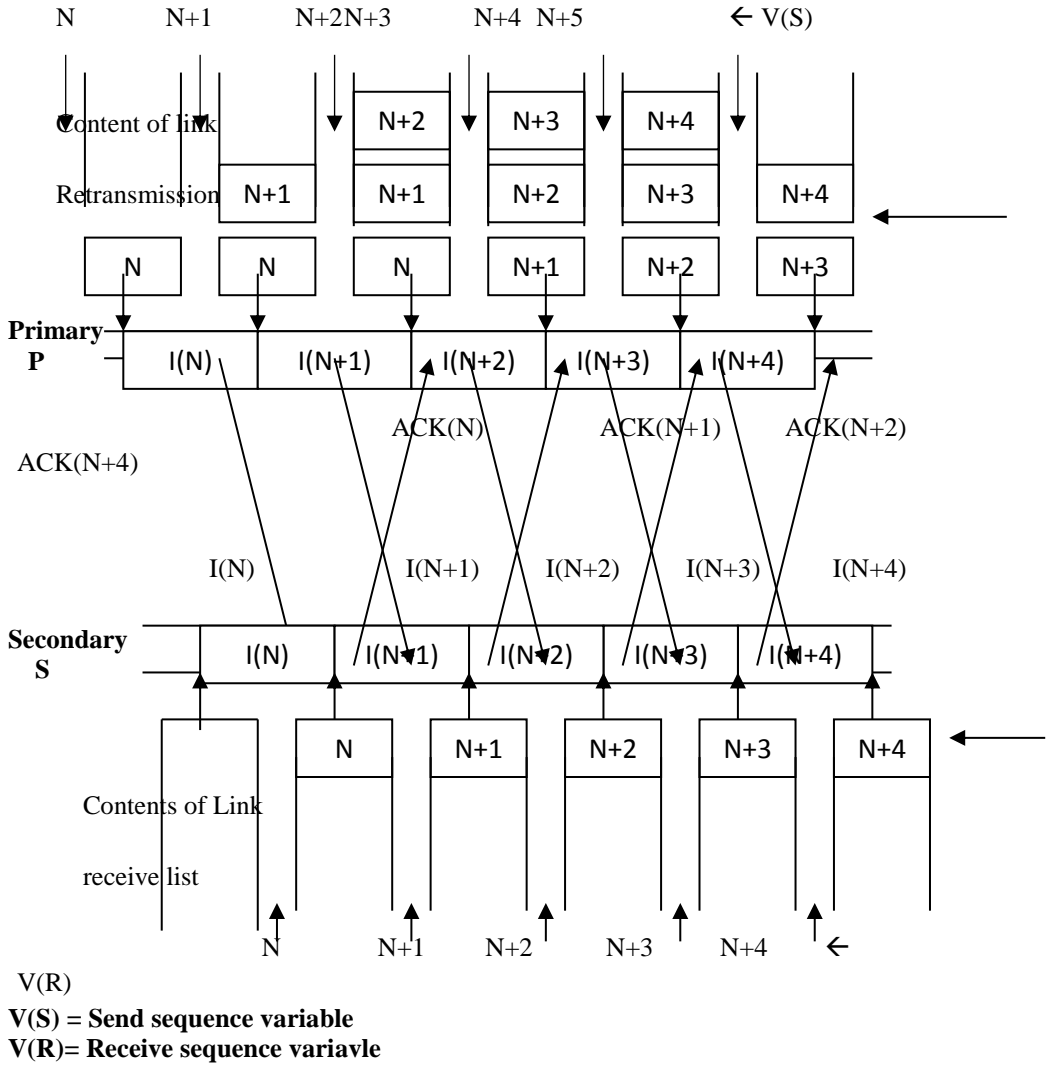 N N+1 N+2N+3 N+4 N+5 ← V(S)
Content of link N+2 N+3 N+4
Retransmission N+1 N+1 N+2 N+3 N+4
N N N N+1 N+2 N+3
Primary
P I(N) I(N+1) I(N+2) I(N+3) I(N+4)
ACK(N) ACK(N+1) ACK(N+2)
ACK(N+4)
I(N) I(N+1) I(N+2) I(N+3) I(N+4)
Secondary
S I(N) I(N+1) I(N+2) I(N+3) I(N+4)
N N+1 N+2 N+3 N+4
Contents of Link
receive list
N N+1 N+2 N+3 N+4 ←
V(R)
V(S) = Send sequence variable
V(R)= Receive sequence variavle